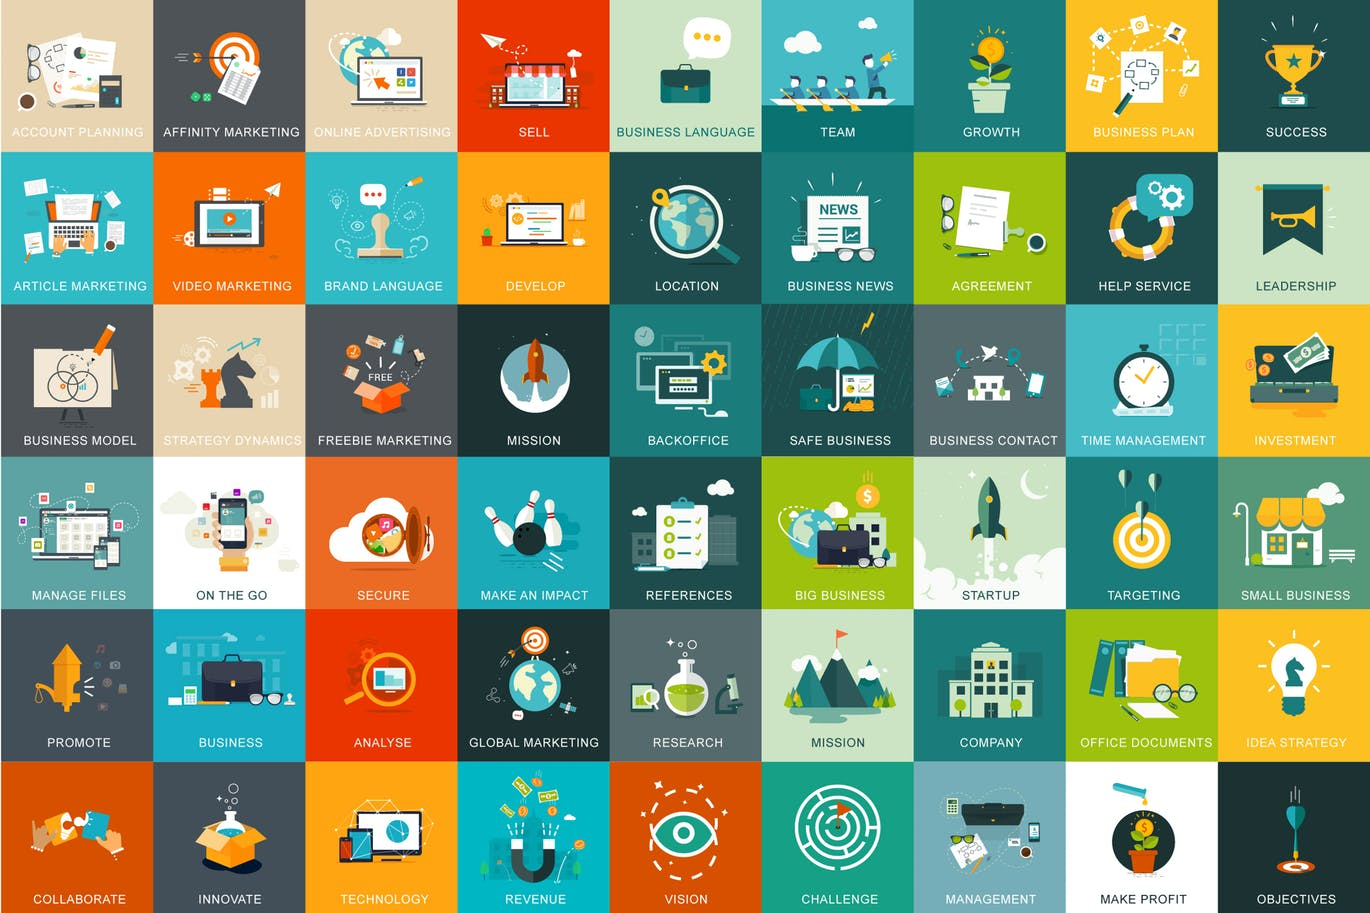 ACCOUNT PLANNING
AFFINITY MARKETING
ONLINE ADVERTISING
SELL
BUSINESS LANGUAGE
TEAM
GROWTH
BUSINESS PLAN
SUCCESS
NEWS
ARTICLE MARKETING
VIDEO MARKETING
BRAND LANGUAGE
DEVELOP
LOCATION
BUSINESS NEWS
AGREEMENT
HELP SERVICE
LEADERSHIP
FREE
BUSINESS MODEL
STRATEGY DYNAMICS
FREEBIE MARKETING
MISSION
BACKOFFICE
SAFE BUSINESS
BUSINESS CONTACT
TIME MANAGEMENT
INVESTMENT
MANAGE FILES
ON THE GO
SECURE
MAKE AN IMPACT
REFERENCES
BIG BUSINESS
STARTUP
TARGETING
SMALL BUSINESS
PROMOTE
BUSINESS
ANALYSE
GLOBAL MARKETING
RESEARCH
MISSION
COMPANY
OFFICE DOCUMENTS
IDEA STRATEGY
COLLABORATE
INNOVATE
TECHNOLOGY
REVENUE
VISION
CHALLENGE
MANAGEMENT
MAKE PROFIT
OBJECTIVES